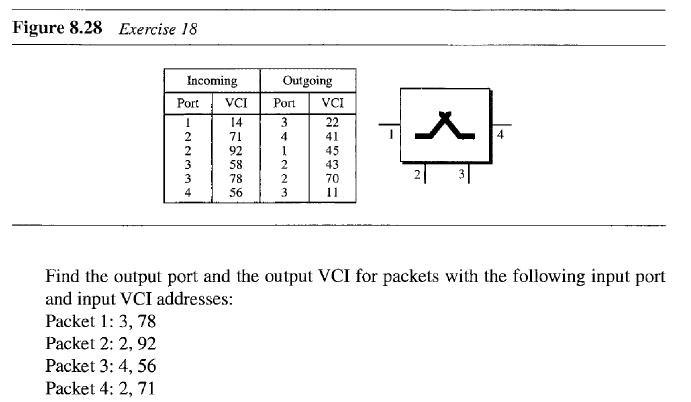 Figure 8.28 Exercise 18
Incoming Outgoing
Port VCI Port VCI
1 14 3 22
2 71 4 41
2 92 1 45
3 58 2 43
3 78 2 70
4 56 3 11
1 4
2 3
Find the output port and the output VCI for packets with the following input port
and input VCI addresses:
Packet 1: 3, 78
Packet 2: 2, 92
Packet 3: 4, 56
Packet 4: 2, 71